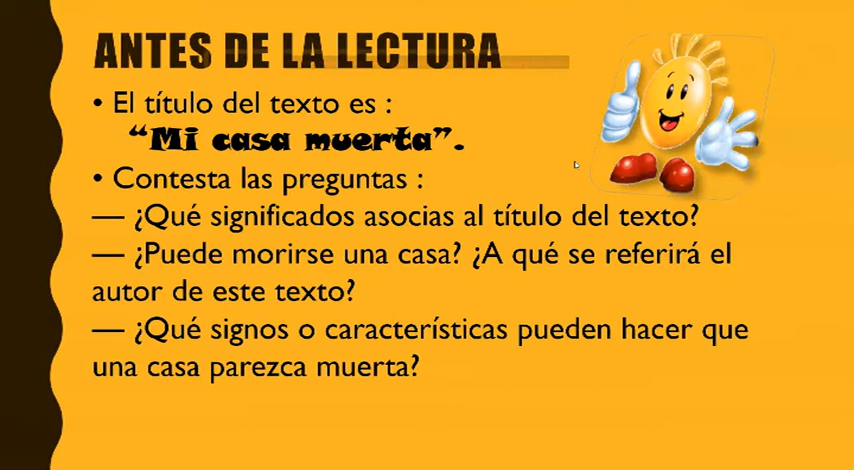 ANTES DE LA LECTURA
• El título del texto es :
“Mi casa muerta”.
• Contesta las preguntas :
— ¿Qué significados asocias al título del texto?
— ¿Puede morirse una casa? ¿A qué se referirá el
autor de este texto?
— ¿Qué signos o características pueden hacer que
una casa parezca muerta?